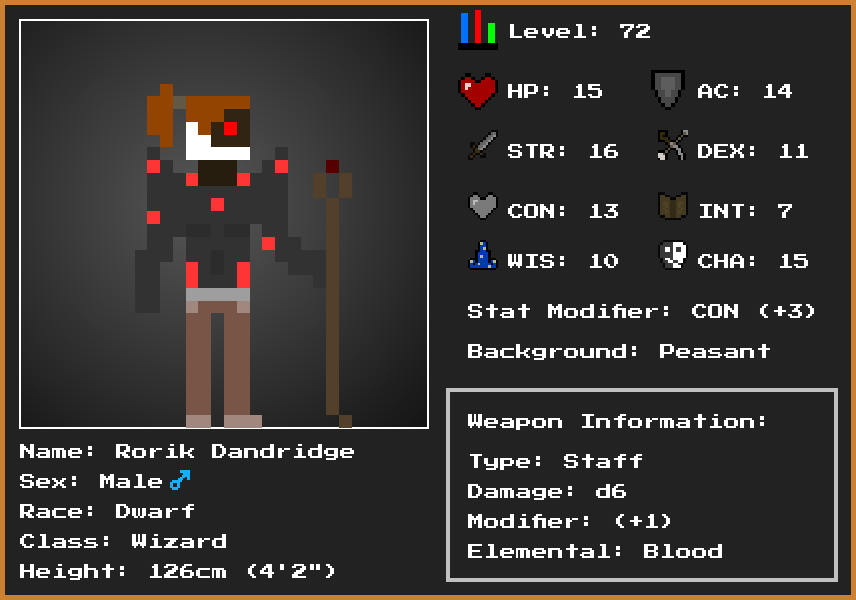 Level: 72
HP: 15 AC: 14
STR: 16 DEX: 11
CON: 13 INT: 7
WIS: 10 CHA: 15
Stat Modifier: CON (+3)
Background: Peasant
Weapon Information:
Type: Staff
Damage: d6
Modifier: (+1)
Elemental: Blood
Name: Rorik Dandridge
Sex: Male ♂
Race: Dwarf
Class: Wizard
Height: 126cm (4'2")